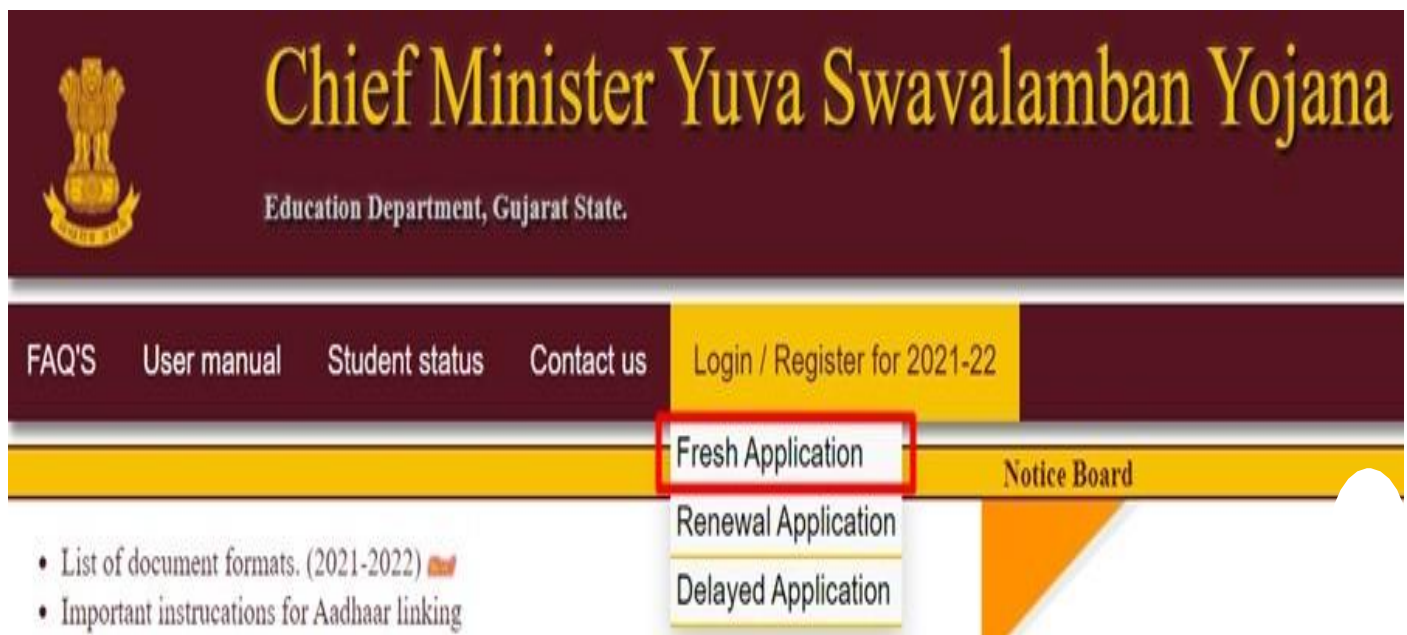 Chief Minister Yuva Swavalamban Yojana
Education Department, Gujarat State.
FAQ'S User manual Student status Contact us Login / Register for 2021-22
Fresh Application
Notice Board
Renewal Application
Delayed Application
• List of document formats. (2021-2022)
• Important instrucations for Aadhaar linking